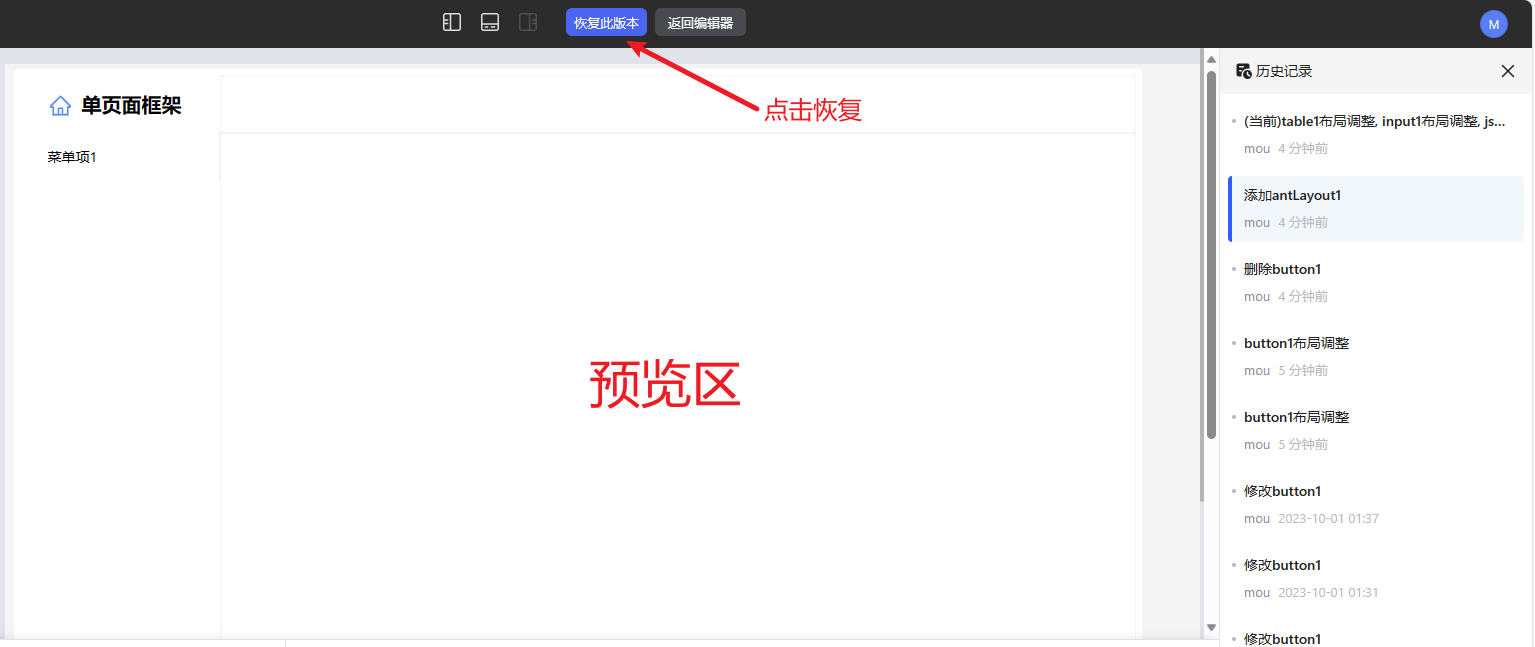 恢复此版本
返回编辑器
M
点击恢复
单页面框架
菜单项1
预览区
历史记录
(当前)table1布局调整, input1布局调整, js...
mou 4 分钟前
添加antLayout1
mou 4 分钟前
删除button1
mou 4 分钟前
button1布局调整
mou 5 分钟前
button1布局调整
mou 5 分钟前
修改button1
mou 2023-10-01 01:37
修改button1
mou 2023-10-01 01:31
修改button1